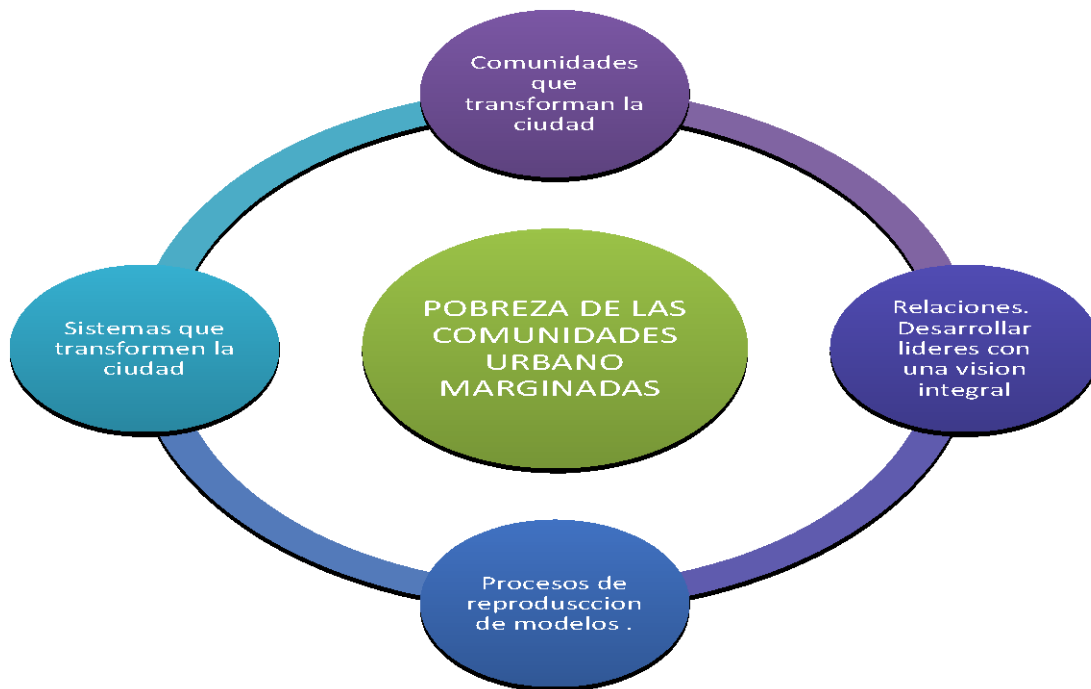 Comunidades
que
transforman la
ciudad
Sistemas que
transformen la
ciudad
POBREZA DE LAS
COMUNIDADES
URBANO
MARGINADAS
Relaciones.
Desarrollar
lideres con
una vision
integral
Procesos de
reprodusccion
de modelos .